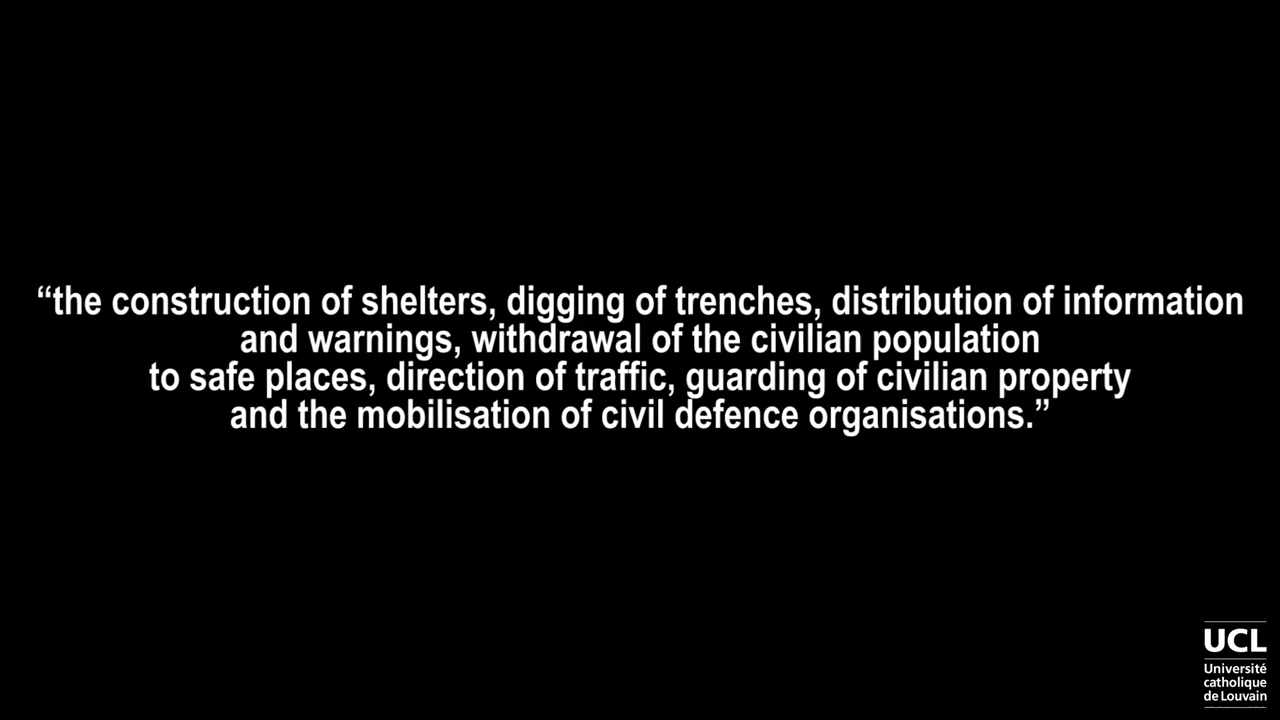 “the construction of shelters, digging of trenches, distribution of information
and warnings, withdrawal of the civilian population
to safe places, direction of traffic, guarding of civilian property
and the mobilisation of civil defence organisations.”
UCL
Université
catholique
de Louvain